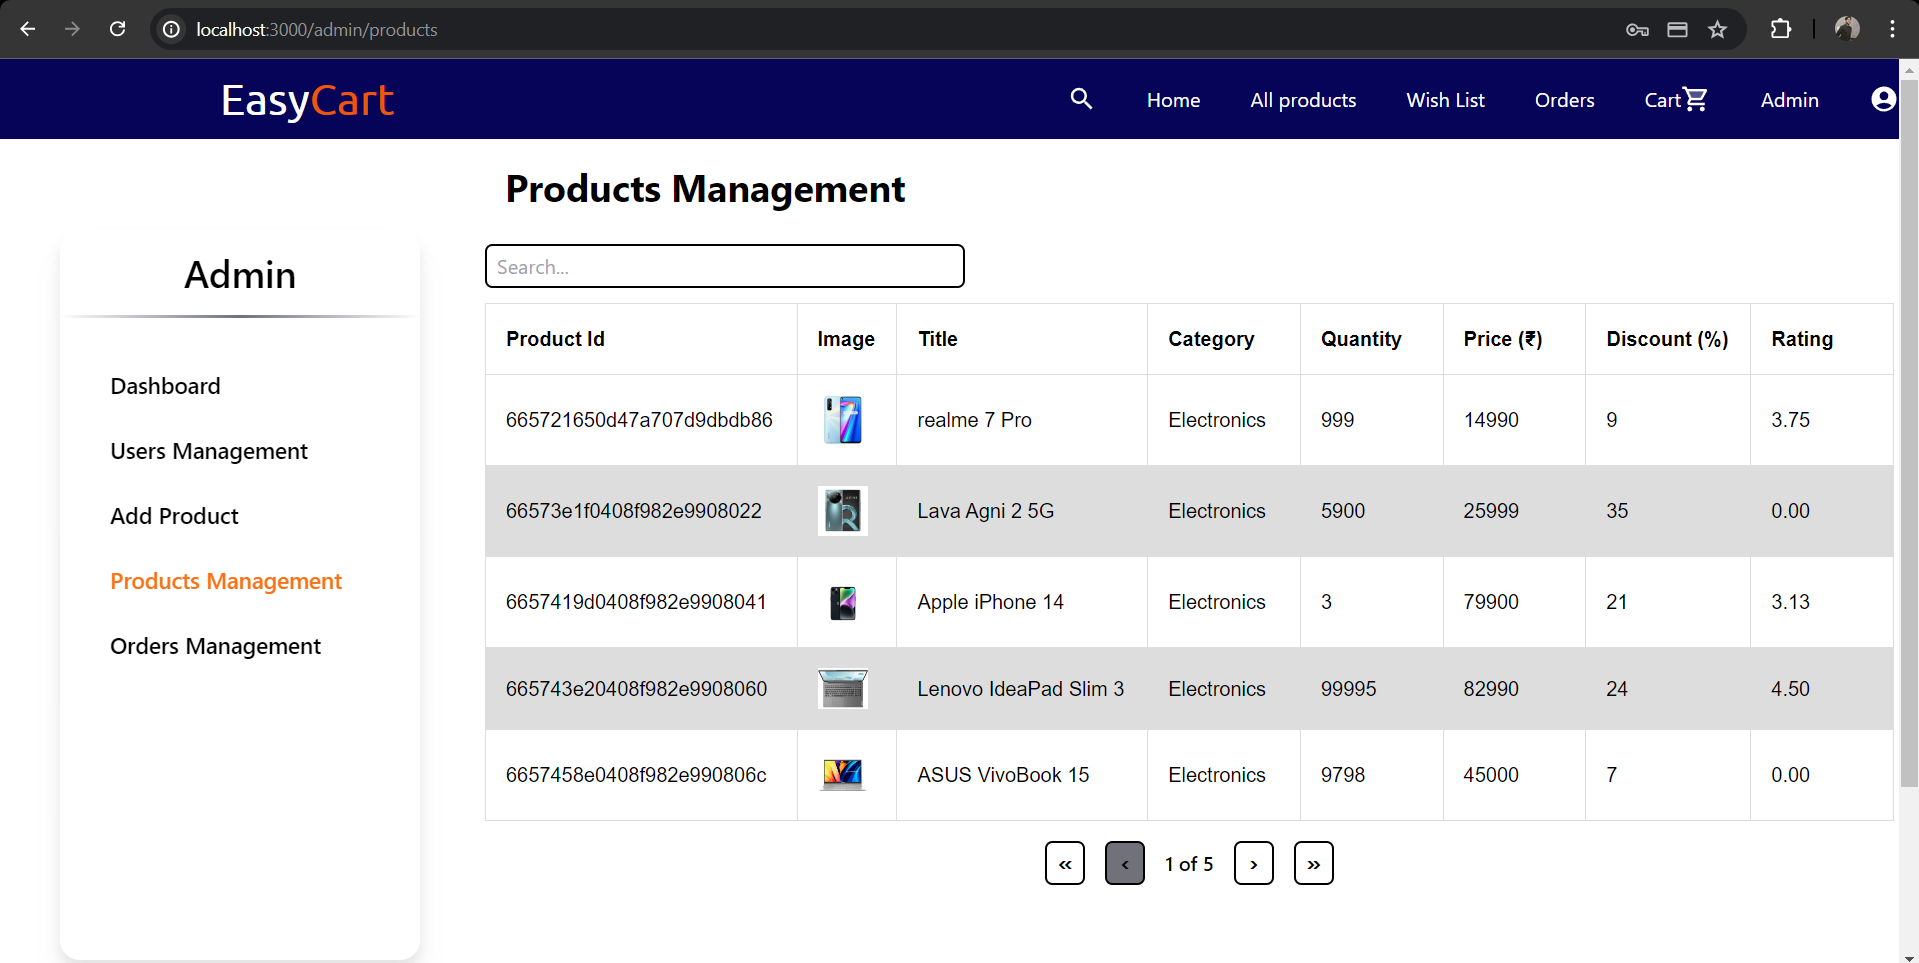 localhost:3000/admin/products
EasyCart
Home
All products
Wish List
Orders
Cart
Admin
Products Management
Admin
Dashboard
Users Management
Add Product
Products Management
Orders Management
Search...
Product Id Image Title Category Quantity Price (₹) Discount (%) Rating
665721650d47a707d9dbdb86 realme 7 Pro Electronics 999 14990 9 3.75
66573e1f0408f982e9908022 Lava Agni 2 5G Electronics 5900 25999 35 0.00
6657419d0408f982e9908041 Apple iPhone 14 Electronics 3 79900 21 3.13
665743e20408f982e9908060 Lenovo IdeaPad Slim 3 Electronics 99995 82990 24 4.50
6657458e0408f982e990806c ASUS VivoBook 15 Electronics 9798 45000 7 0.00
« ‹ 1 of 5 › »